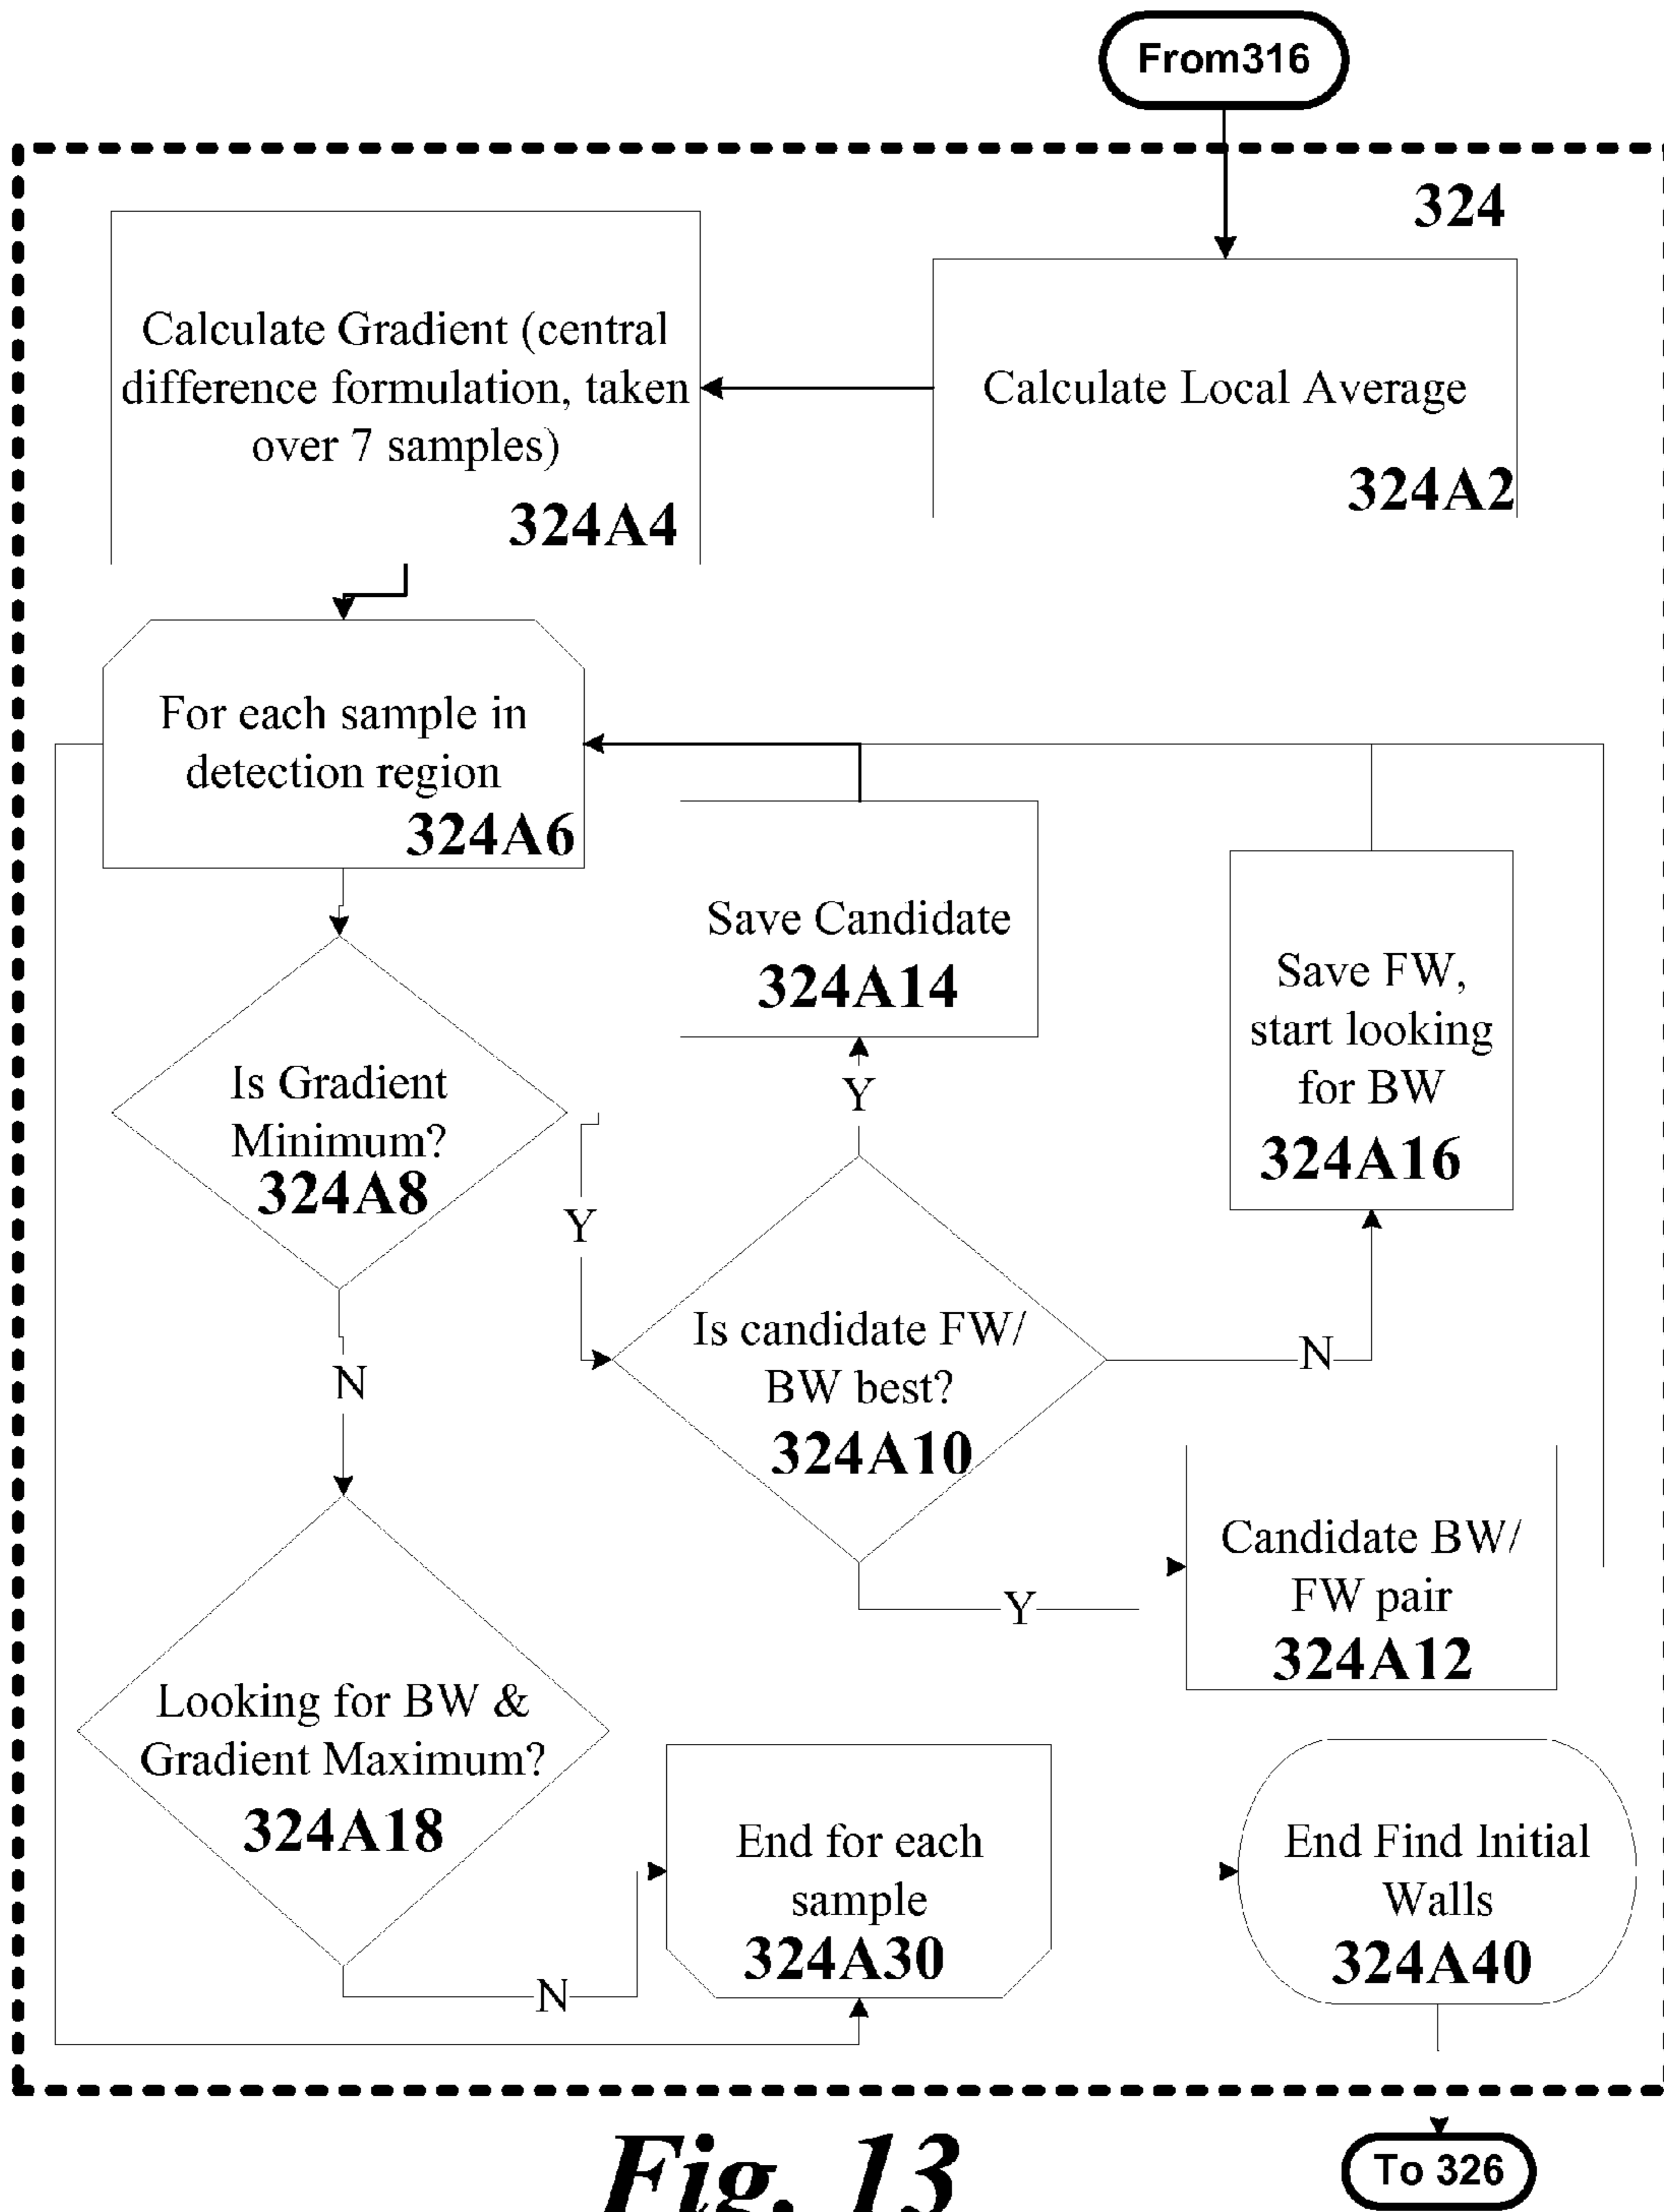 From316
324
Calculate Gradient (central
difference formulation, taken
over 7 samples)
324A4
Calculate Local Average
324A2
For each sample in
detection region
324A6
Save Candidate
324A14
Save FW,
start looking
for BW
324A16
Is Gradient
Minimum?
324A8
Y
Y
Is candidate FW/
BW best?
324A10
N
N
Candidate BW/
FW pair
324A12
Y
Looking for BW &
Gradient Maximum?
324A18
N
End for each
sample
324A30
End Find Initial
Walls
324A40
Fig. 13
To 326